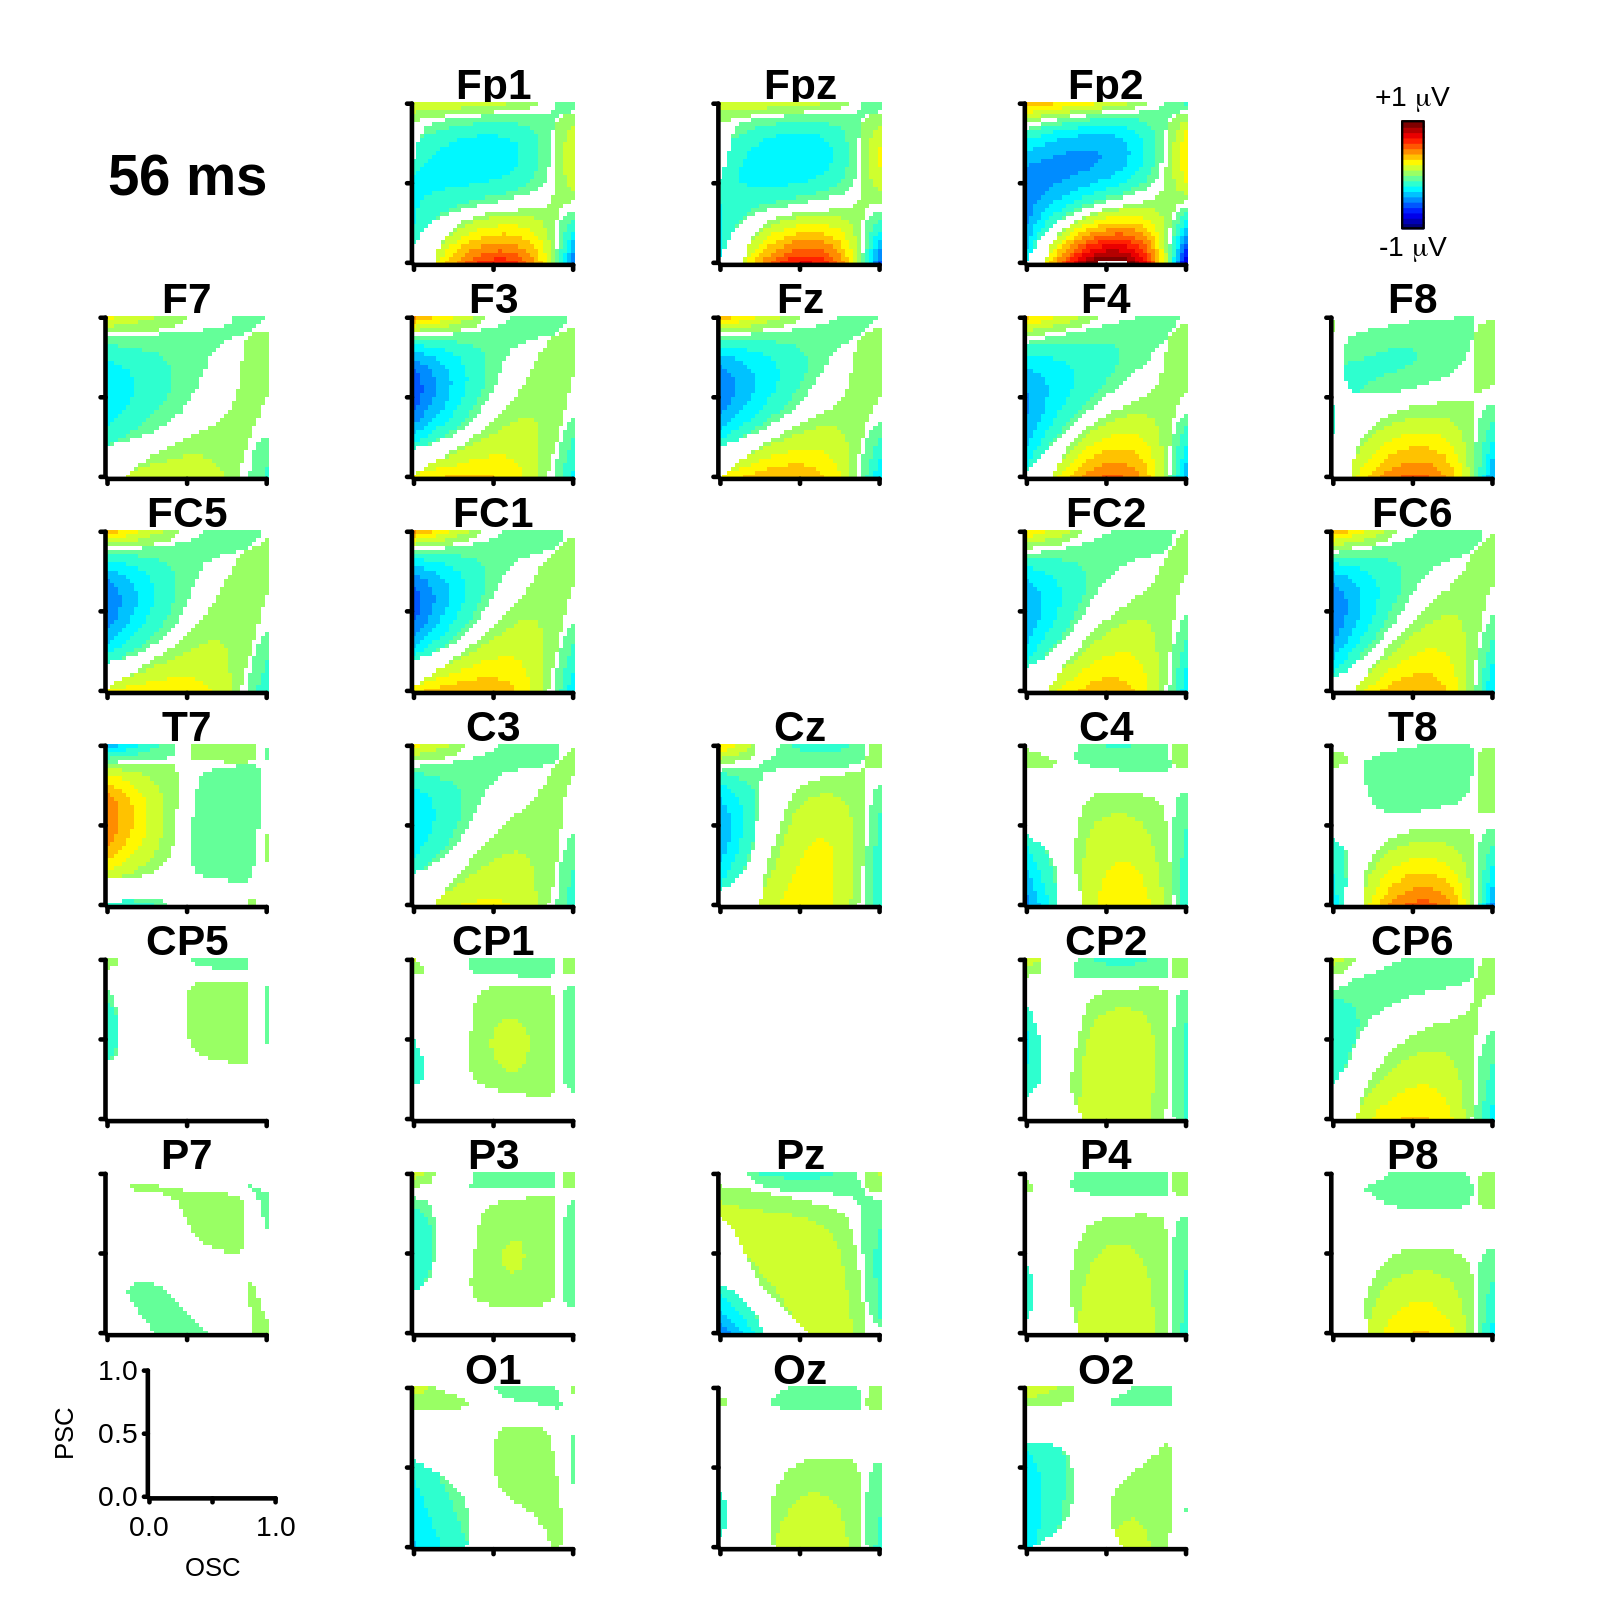 Fp1 Fpz Fp2
+1 μV
56 ms
-1 μV
F7 F3 Fz F4 F8
FC5 FC1 FC2 FC6
T7 C3 Cz C4 T8
CP5 CP1 CP2 CP6
P7 P3 Pz P4 P8
O1 Oz O2
1.0
PSC
0.5
0.0
0.0 1.0
OSC